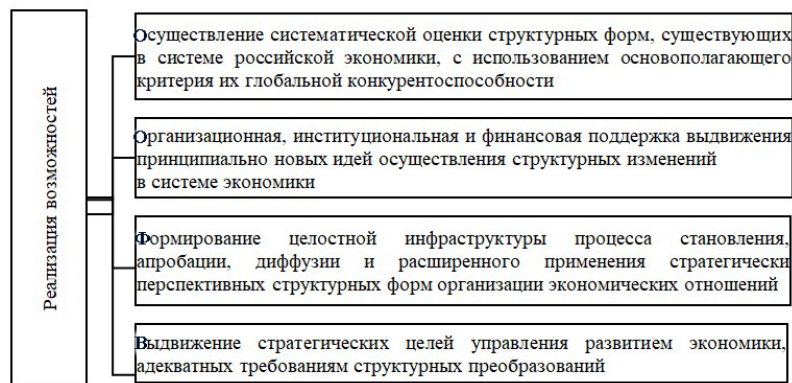 Реализация возможностей
Осуществление систематической оценки структурных форм, существующих
в системе российской экономики, с использованием основополагающего
критерия их глобальной конкурентоспособности
Организационная, институциональная и финансовая поддержка выдвижения
принципиально новых идей осуществления структурных изменений
в системе экономики
Формирование целостной инфраструктуры процесса становления,
апробации, диффузии и расширенного применения стратегически
перспективных структурных форм организации экономических отношений
Выдвижение стратегических целей управления развитием экономики,
адекватных требованиям структурных преобразований